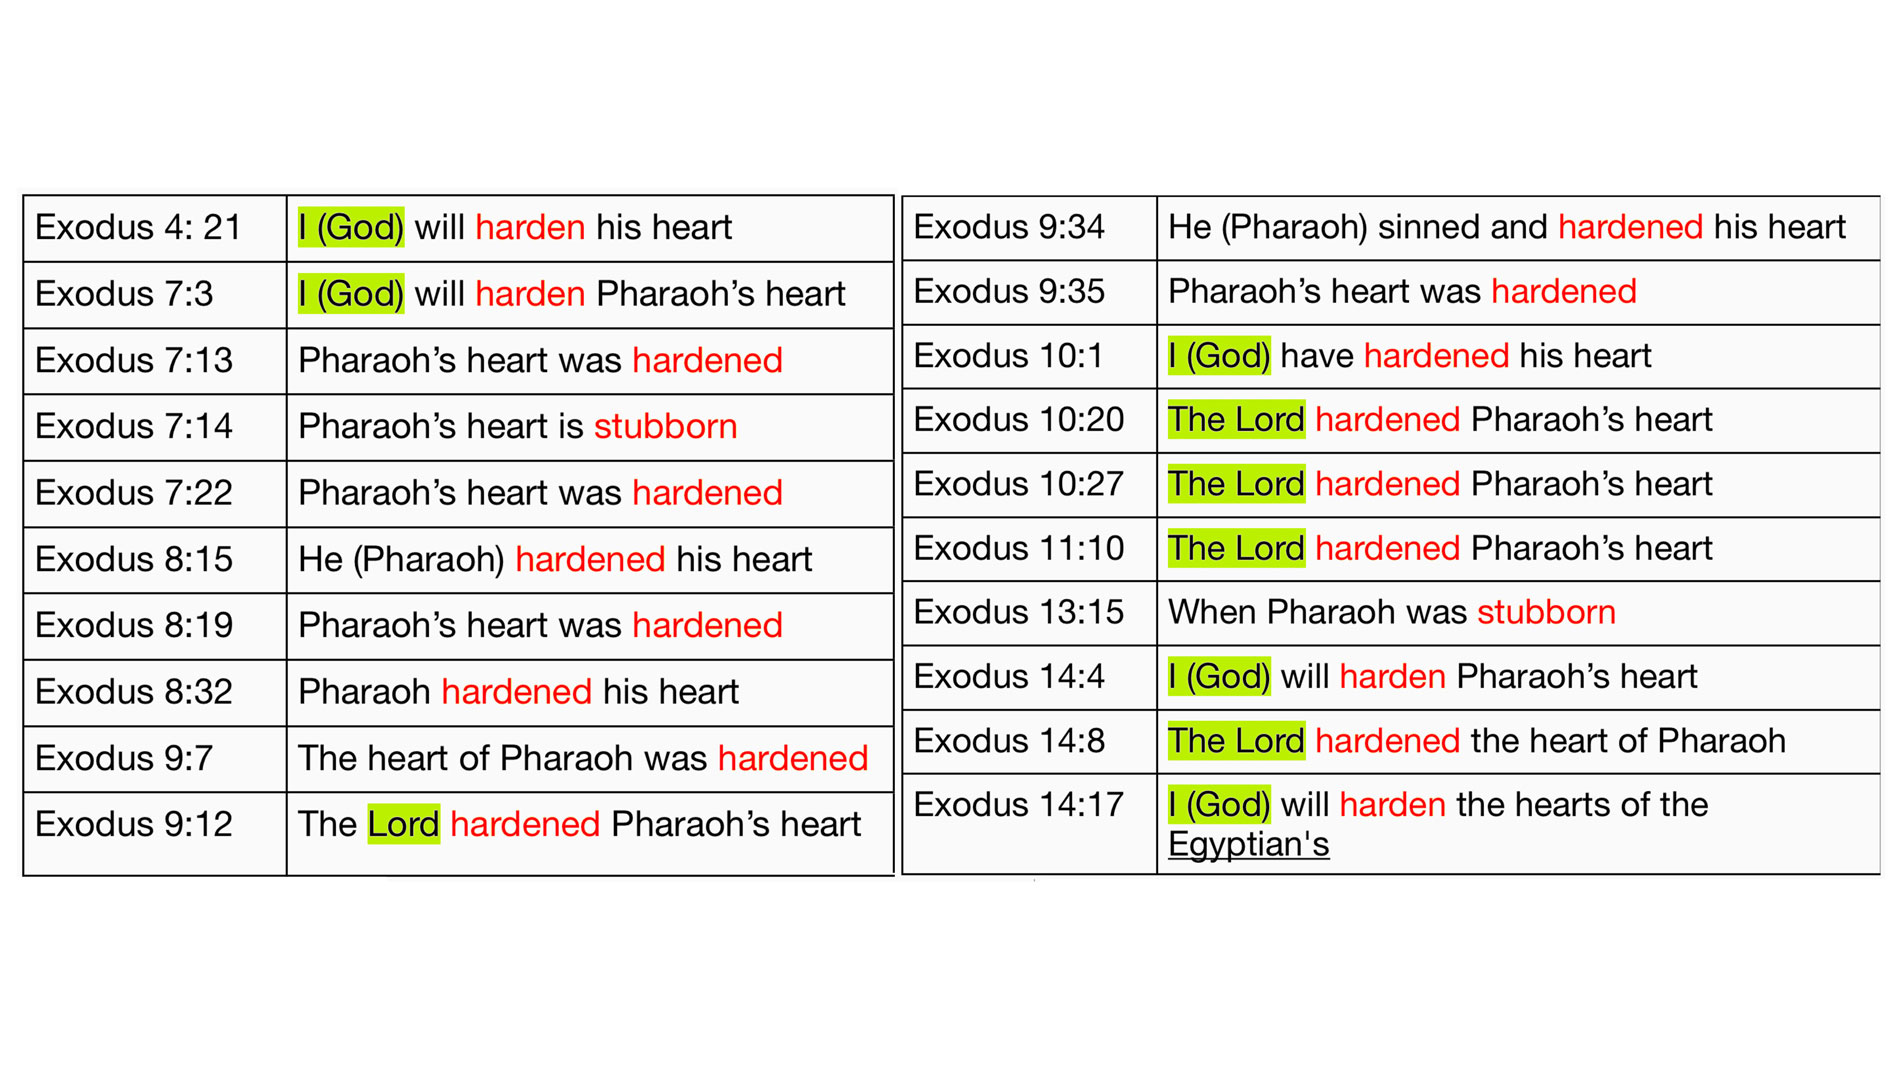 Exodus 4: 21 I (God) will harden his heart
Exodus 7:3 I (God) will harden Pharaoh’s heart
Exodus 7:13 Pharaoh’s heart was hardened
Exodus 7:14 Pharaoh’s heart is stubborn
Exodus 7:22 Pharaoh’s heart was hardened
Exodus 8:15 He (Pharaoh) hardened his heart
Exodus 8:19 Pharaoh’s heart was hardened
Exodus 8:32 Pharaoh hardened his heart
Exodus 9:7 The heart of Pharaoh was hardened
Exodus 9:12 The Lord hardened Pharaoh’s heart
Exodus 9:34 He (Pharaoh) sinned and hardened his heart
Exodus 9:35 Pharaoh’s heart was hardened
Exodus 10:1 I (God) have hardened his heart
Exodus 10:20 The Lord hardened Pharaoh’s heart
Exodus 10:27 The Lord hardened Pharaoh’s heart
Exodus 11:10 The Lord hardened Pharaoh’s heart
Exodus 13:15 When Pharaoh was stubborn
Exodus 14:4 I (God) will harden Pharaoh’s heart
Exodus 14:8 The Lord hardened the heart of Pharaoh
Exodus 14:17 I (God) will harden the hearts of the
Egyptian's